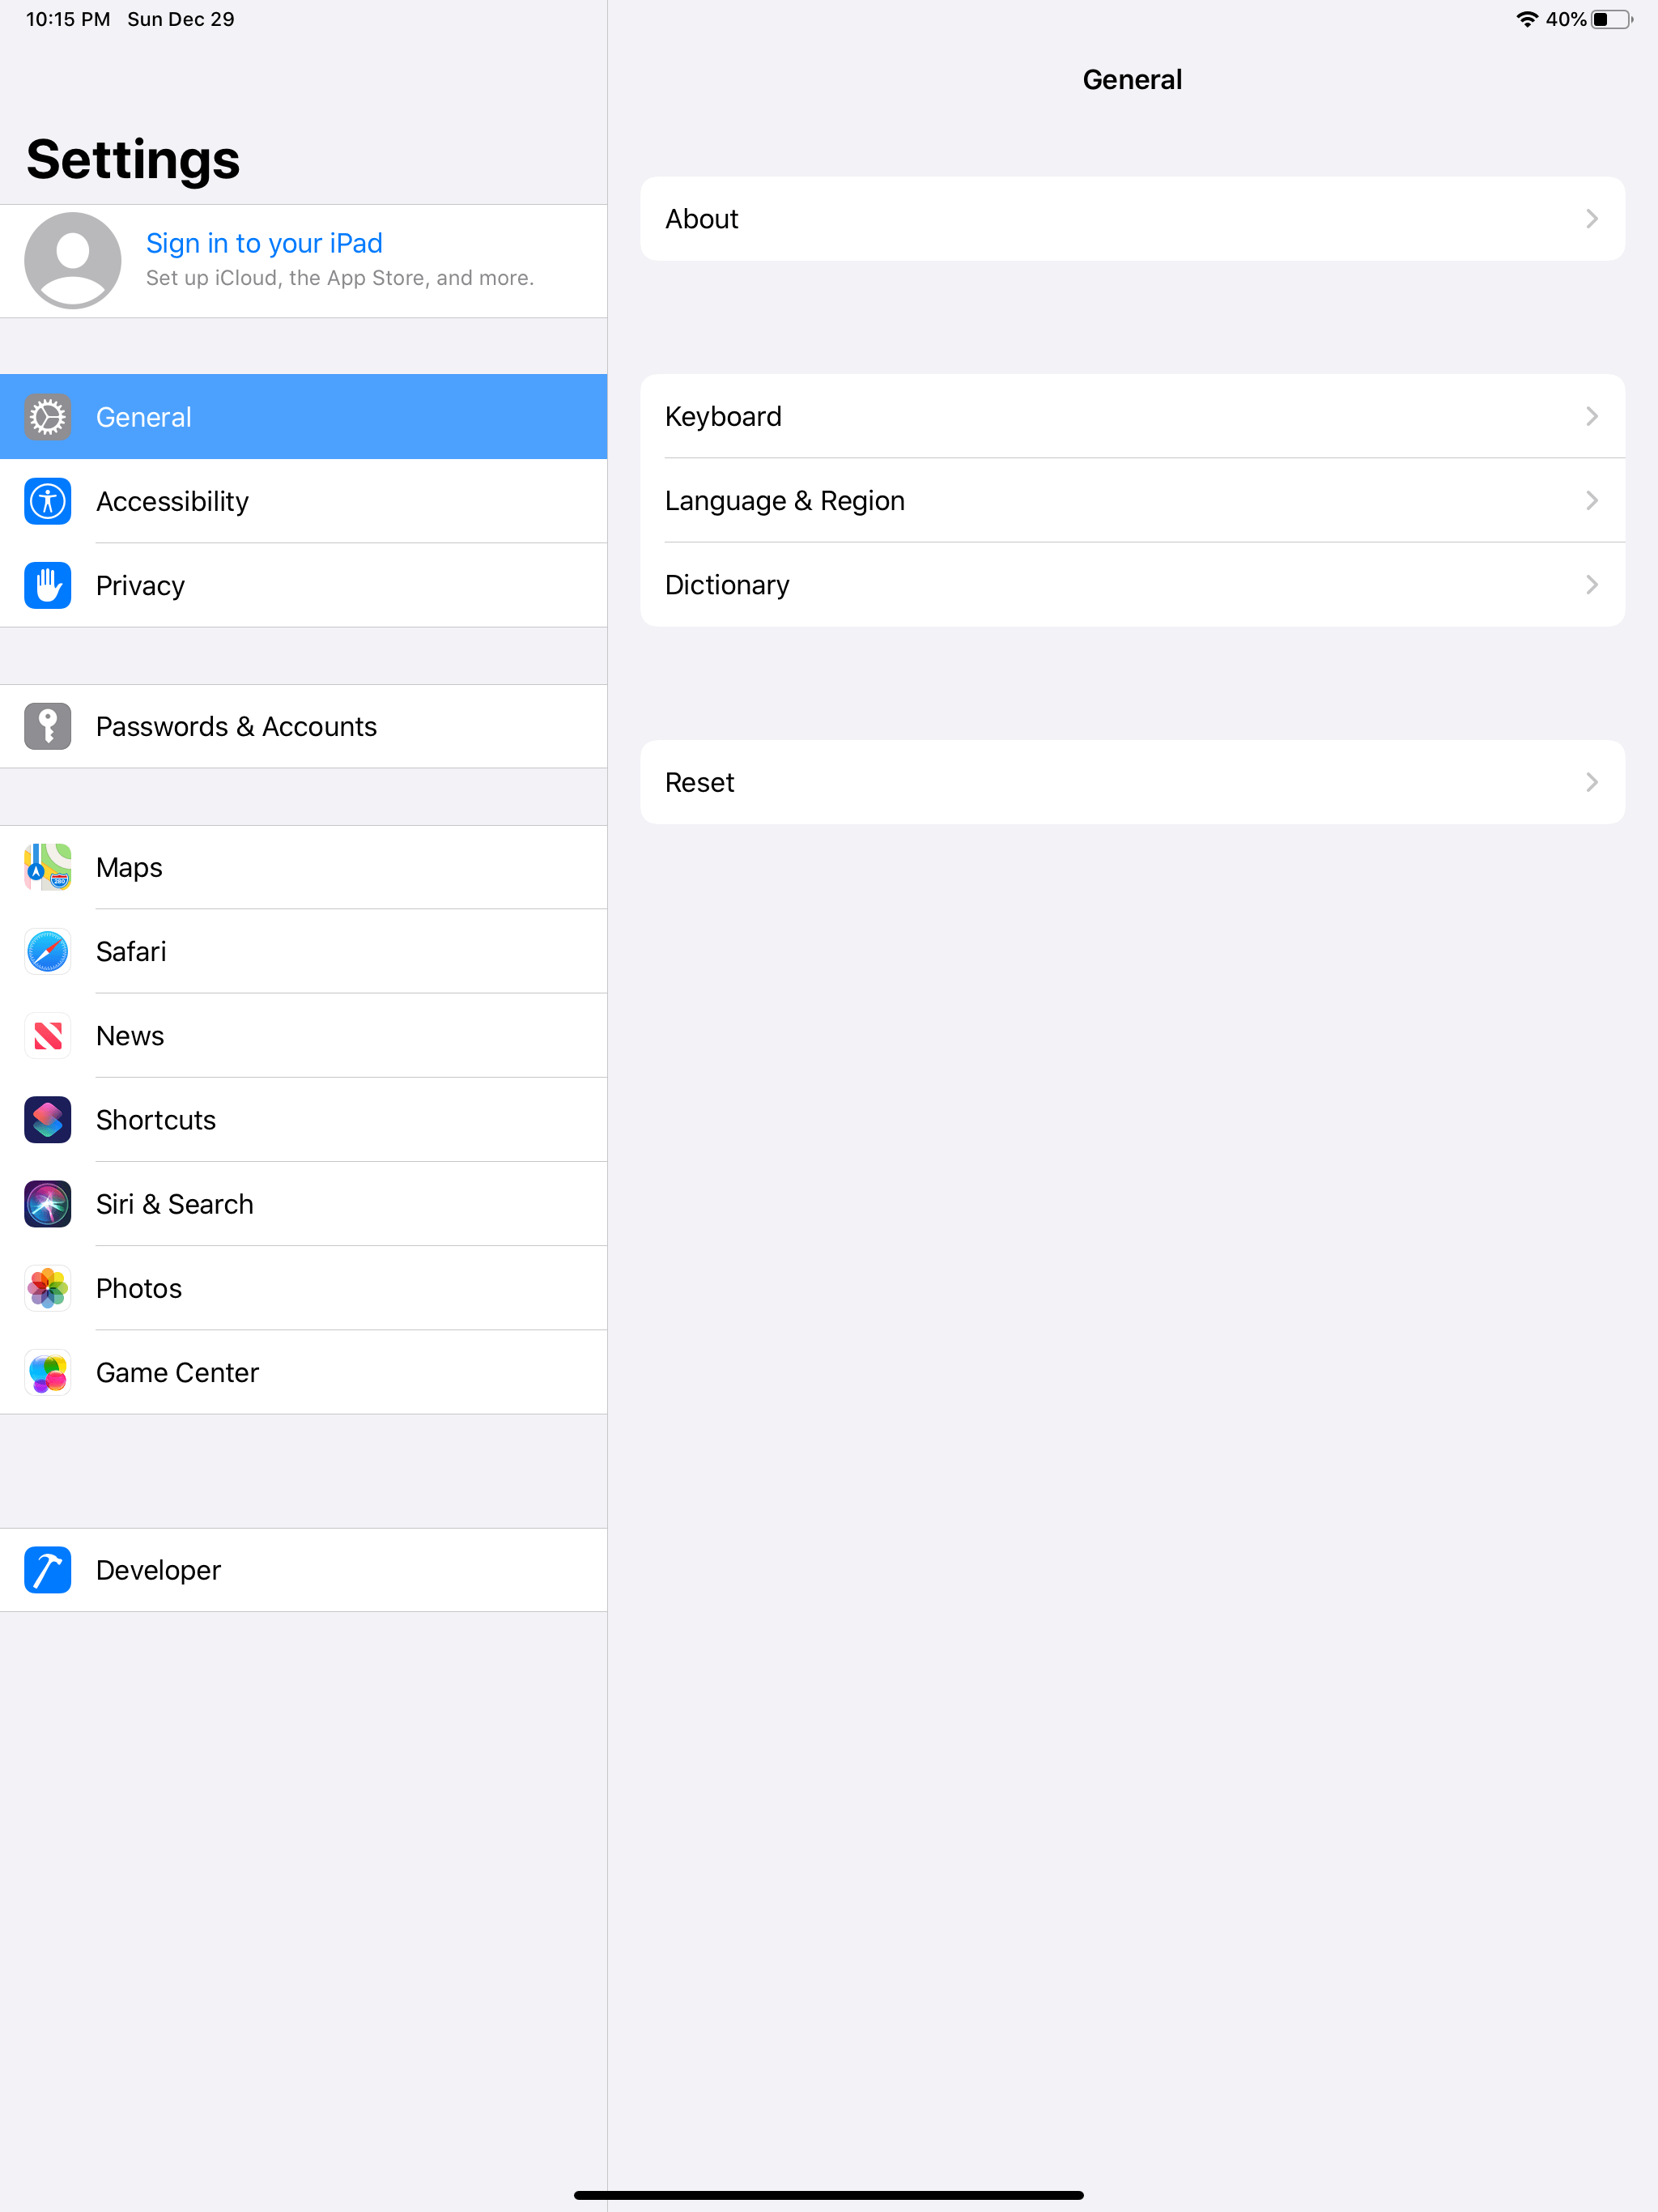 10:15 PM Sun Dec 29
40%
Settings
Sign in to your iPad
Set up iCloud, the App Store, and more.
General
Accessibility
Privacy
Passwords & Accounts
Maps
Safari
News
Shortcuts
Siri & Search
Photos
Game Center
Developer
General
About
Keyboard
Language & Region
Dictionary
Reset